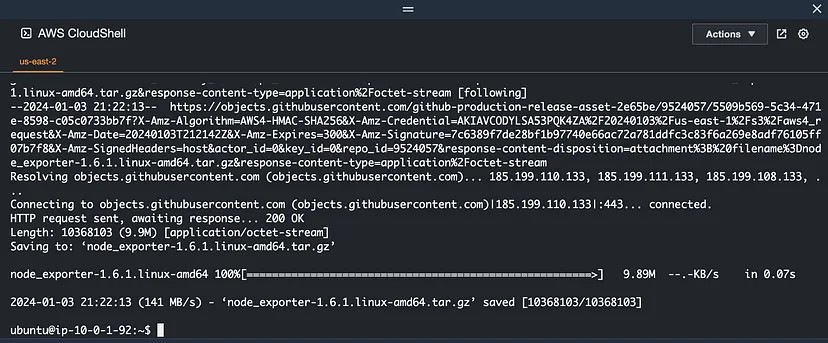 AWS CloudShell
Actions
us-east-2
1.linux-amd64.tar.gz&response-content-type=application%2Foctet-stream [following]
--2024-01-03 21:22:13--  https://objects.githubusercontent.com/github-production-release-asset-2e65be/9524057/5509b569-5c34-471
e-8598-c05c0733bb7f?X-Amz-Algorithm=AWS4-HMAC-SHA256&X-Amz-Credential=AKIAVCODYLSA53PQK4ZA%2F20240103%2Fus-east-1%2Fs3%2Faws4_r
equest&X-Amz-Date=20240103T212142Z&X-Amz-Expires=300&X-Amz-Signature=7c6389f7de28bf1b97740e66ac72a781ddfc3c83f6a269e8adf76105ff
07b7f8&X-Amz-SignedHeaders=host&actor_id=0&key_id=0&repo_id=9524057&response-content-disposition=attachment%3B%20filename%3Dnod
e_exporter-1.6.1.linux-amd64.tar.gz&response-content-type=application%2Foctet-stream
Resolving objects.githubusercontent.com (objects.githubusercontent.com)... 185.199.110.133, 185.199.111.133, 185.199.108.133, .
..
Connecting to objects.githubusercontent.com (objects.githubusercontent.com)|185.199.110.133|:443... connected.
HTTP request sent, awaiting response... 200 OK
Length: 10368103 (9.9M) [application/octet-stream]
Saving to: ‘node_exporter-1.6.1.linux-amd64.tar.gz’
node_exporter-1.6.1.linux-amd64 100%[======================================================>]   9.89M  --.-KB/s    in 0.07s
2024-01-03 21:22:13 (141 MB/s) - ‘node_exporter-1.6.1.linux-amd64.tar.gz’ saved [10368103/10368103]
ubuntu@ip-10-0-1-92:~$